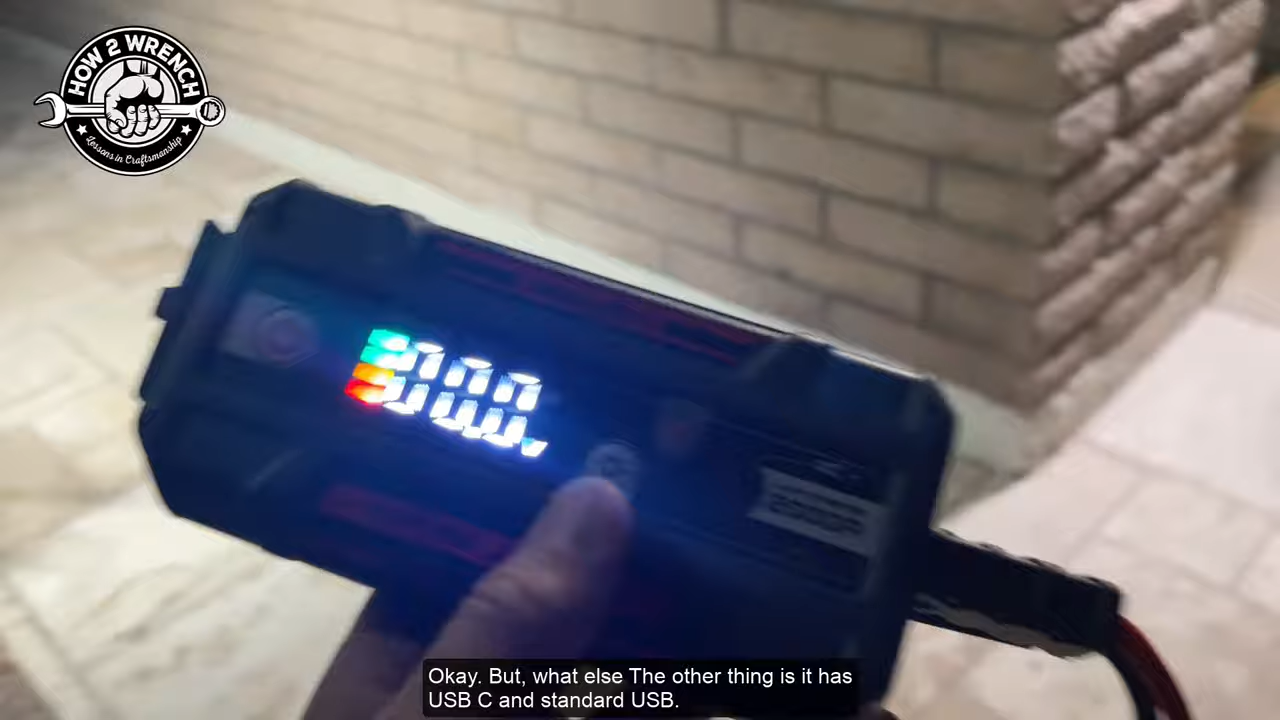 HOW 2 WRENCH
Lessons in Craftsmanship
Okay. But, what else The other thing is it has
USB C and standard USB.